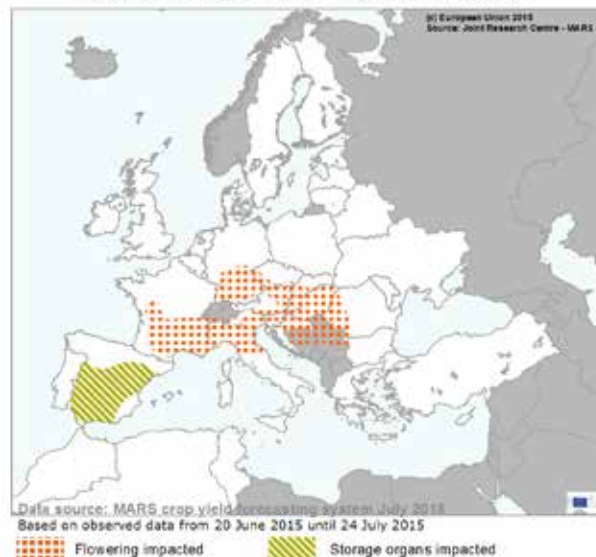 (c) European Union 2015
Source: Joint Research Centre - MARS
Data source: MARS crop yield forecasting system July 2015
Based on observed data from 20 June 2015 until 24 July 2015
Flowering impacted
Storage organs impacted